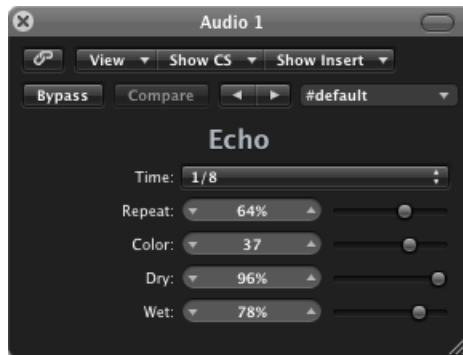 Audio 1
View Show CS Show Insert
Bypass Compare #default
Echo
Time: 1/8
Repeat: 64%
Color: 37
Dry: 96%
Wet: 78%